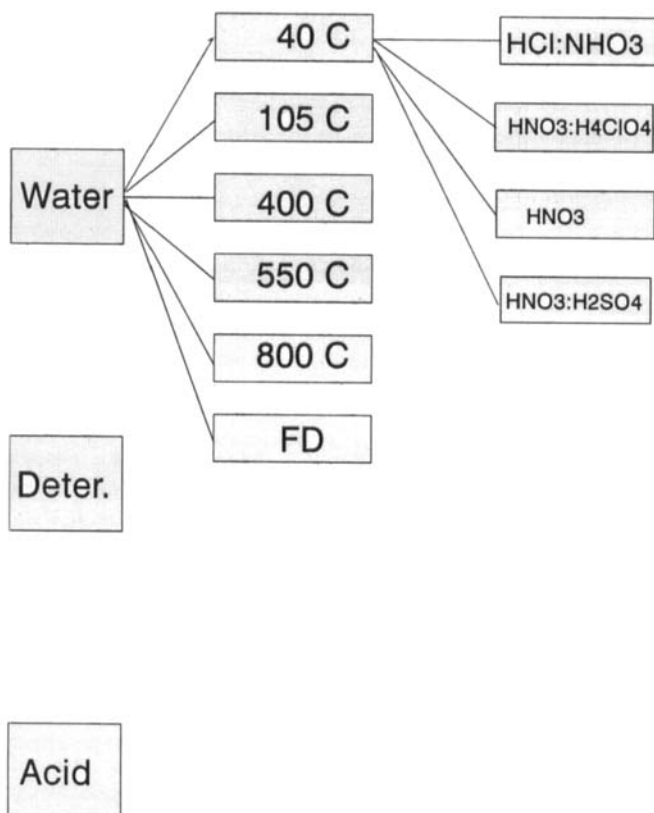 40 C
HCl:NHO3
105 C
HNO3:H4ClO4
Water
400 C
HNO3
550 C
HNO3:H2SO4
800 C
FD
Deter.
Acid